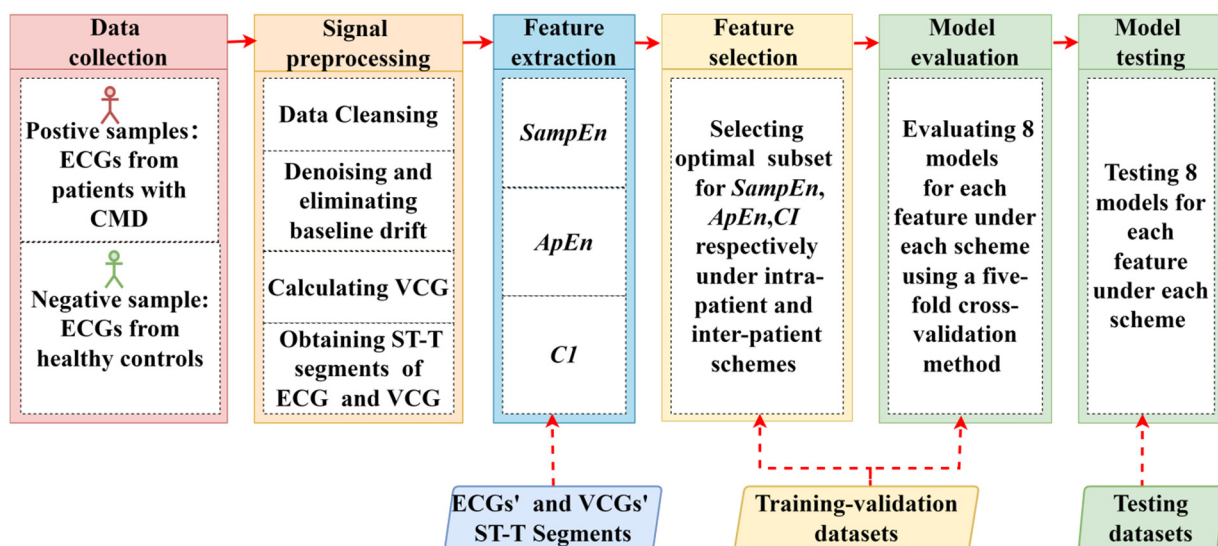 Data
collection
Postive samples:
ECGs from
patients with
CMD
Negative sample:
ECGs from
healthy controls
Signal
preprocessing
Data Cleansing
Denoising and
eliminating
baseline drift
Calculating VCG
Obtaining ST-T
segments of
ECG and VCG
Feature
extraction
SampEn
ApEn
C1
Feature
selection
Selecting
optimal subset
for SampEn,
ApEn,CI
respectively
under intra-
patient and
inter-patient
schemes
Model
evaluation
Evaluating 8
models
for each
feature under
each scheme
using a five-
fold cross-
validation
method
Model
testing
Testing 8
models for
each
feature
under each
scheme
ECGs' and VCGs'
ST-T Segments
Training-validation
datasets
Testing
datasets